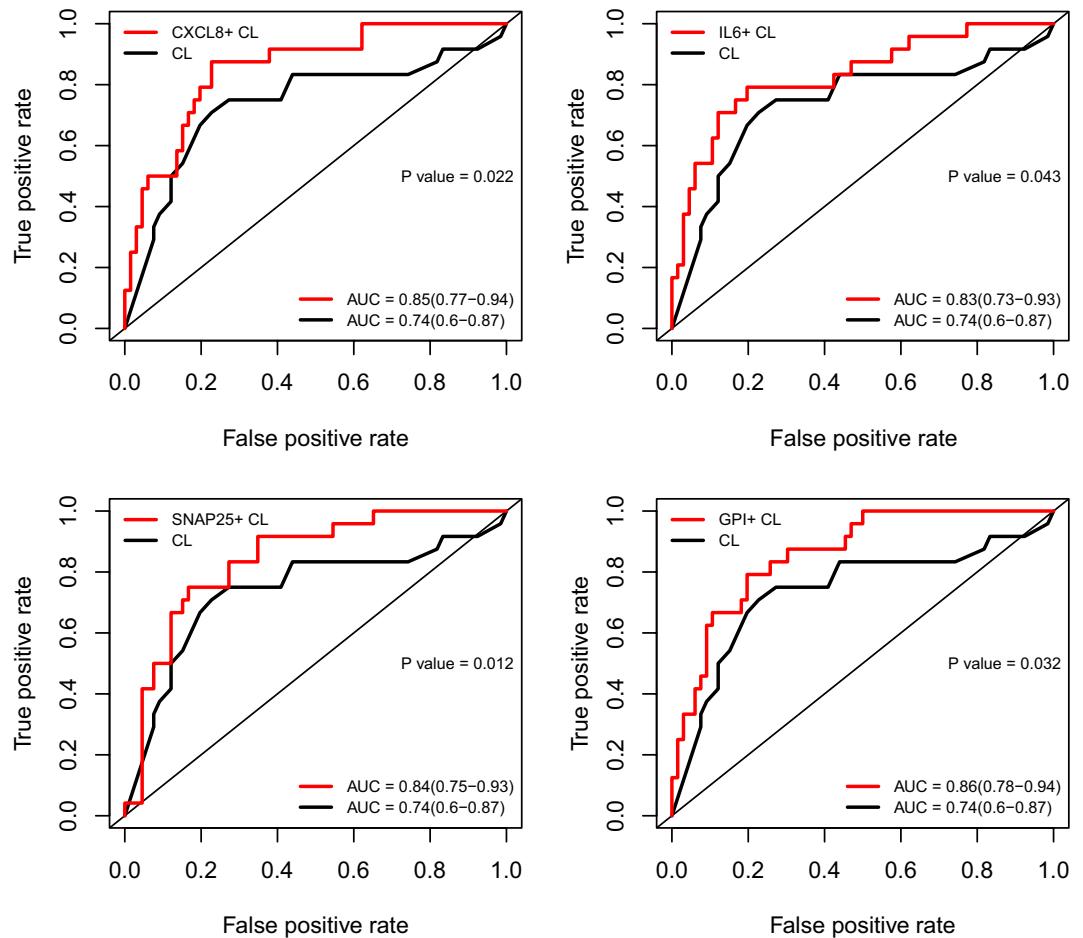 CXCL8+ CL
CL
P value = 0.022
AUC = 0.85(0.77−0.94)
AUC = 0.74(0.6−0.87)
True positive rate
0.0 0.2 0.4 0.6 0.8 1.0
0.0 0.2 0.4 0.6 0.8 1.0
False positive rate
IL6+ CL
CL
P value = 0.043
AUC = 0.83(0.73−0.93)
AUC = 0.74(0.6−0.87)
True positive rate
0.0 0.2 0.4 0.6 0.8 1.0
0.0 0.2 0.4 0.6 0.8 1.0
False positive rate
SNAP25+ CL
CL
P value = 0.012
AUC = 0.84(0.75−0.93)
AUC = 0.74(0.6−0.87)
True positive rate
0.0 0.2 0.4 0.6 0.8 1.0
0.0 0.2 0.4 0.6 0.8 1.0
False positive rate
GPI+ CL
CL
P value = 0.032
AUC = 0.86(0.78−0.94)
AUC = 0.74(0.6−0.87)
True positive rate
0.0 0.2 0.4 0.6 0.8 1.0
0.0 0.2 0.4 0.6 0.8 1.0
False positive rate